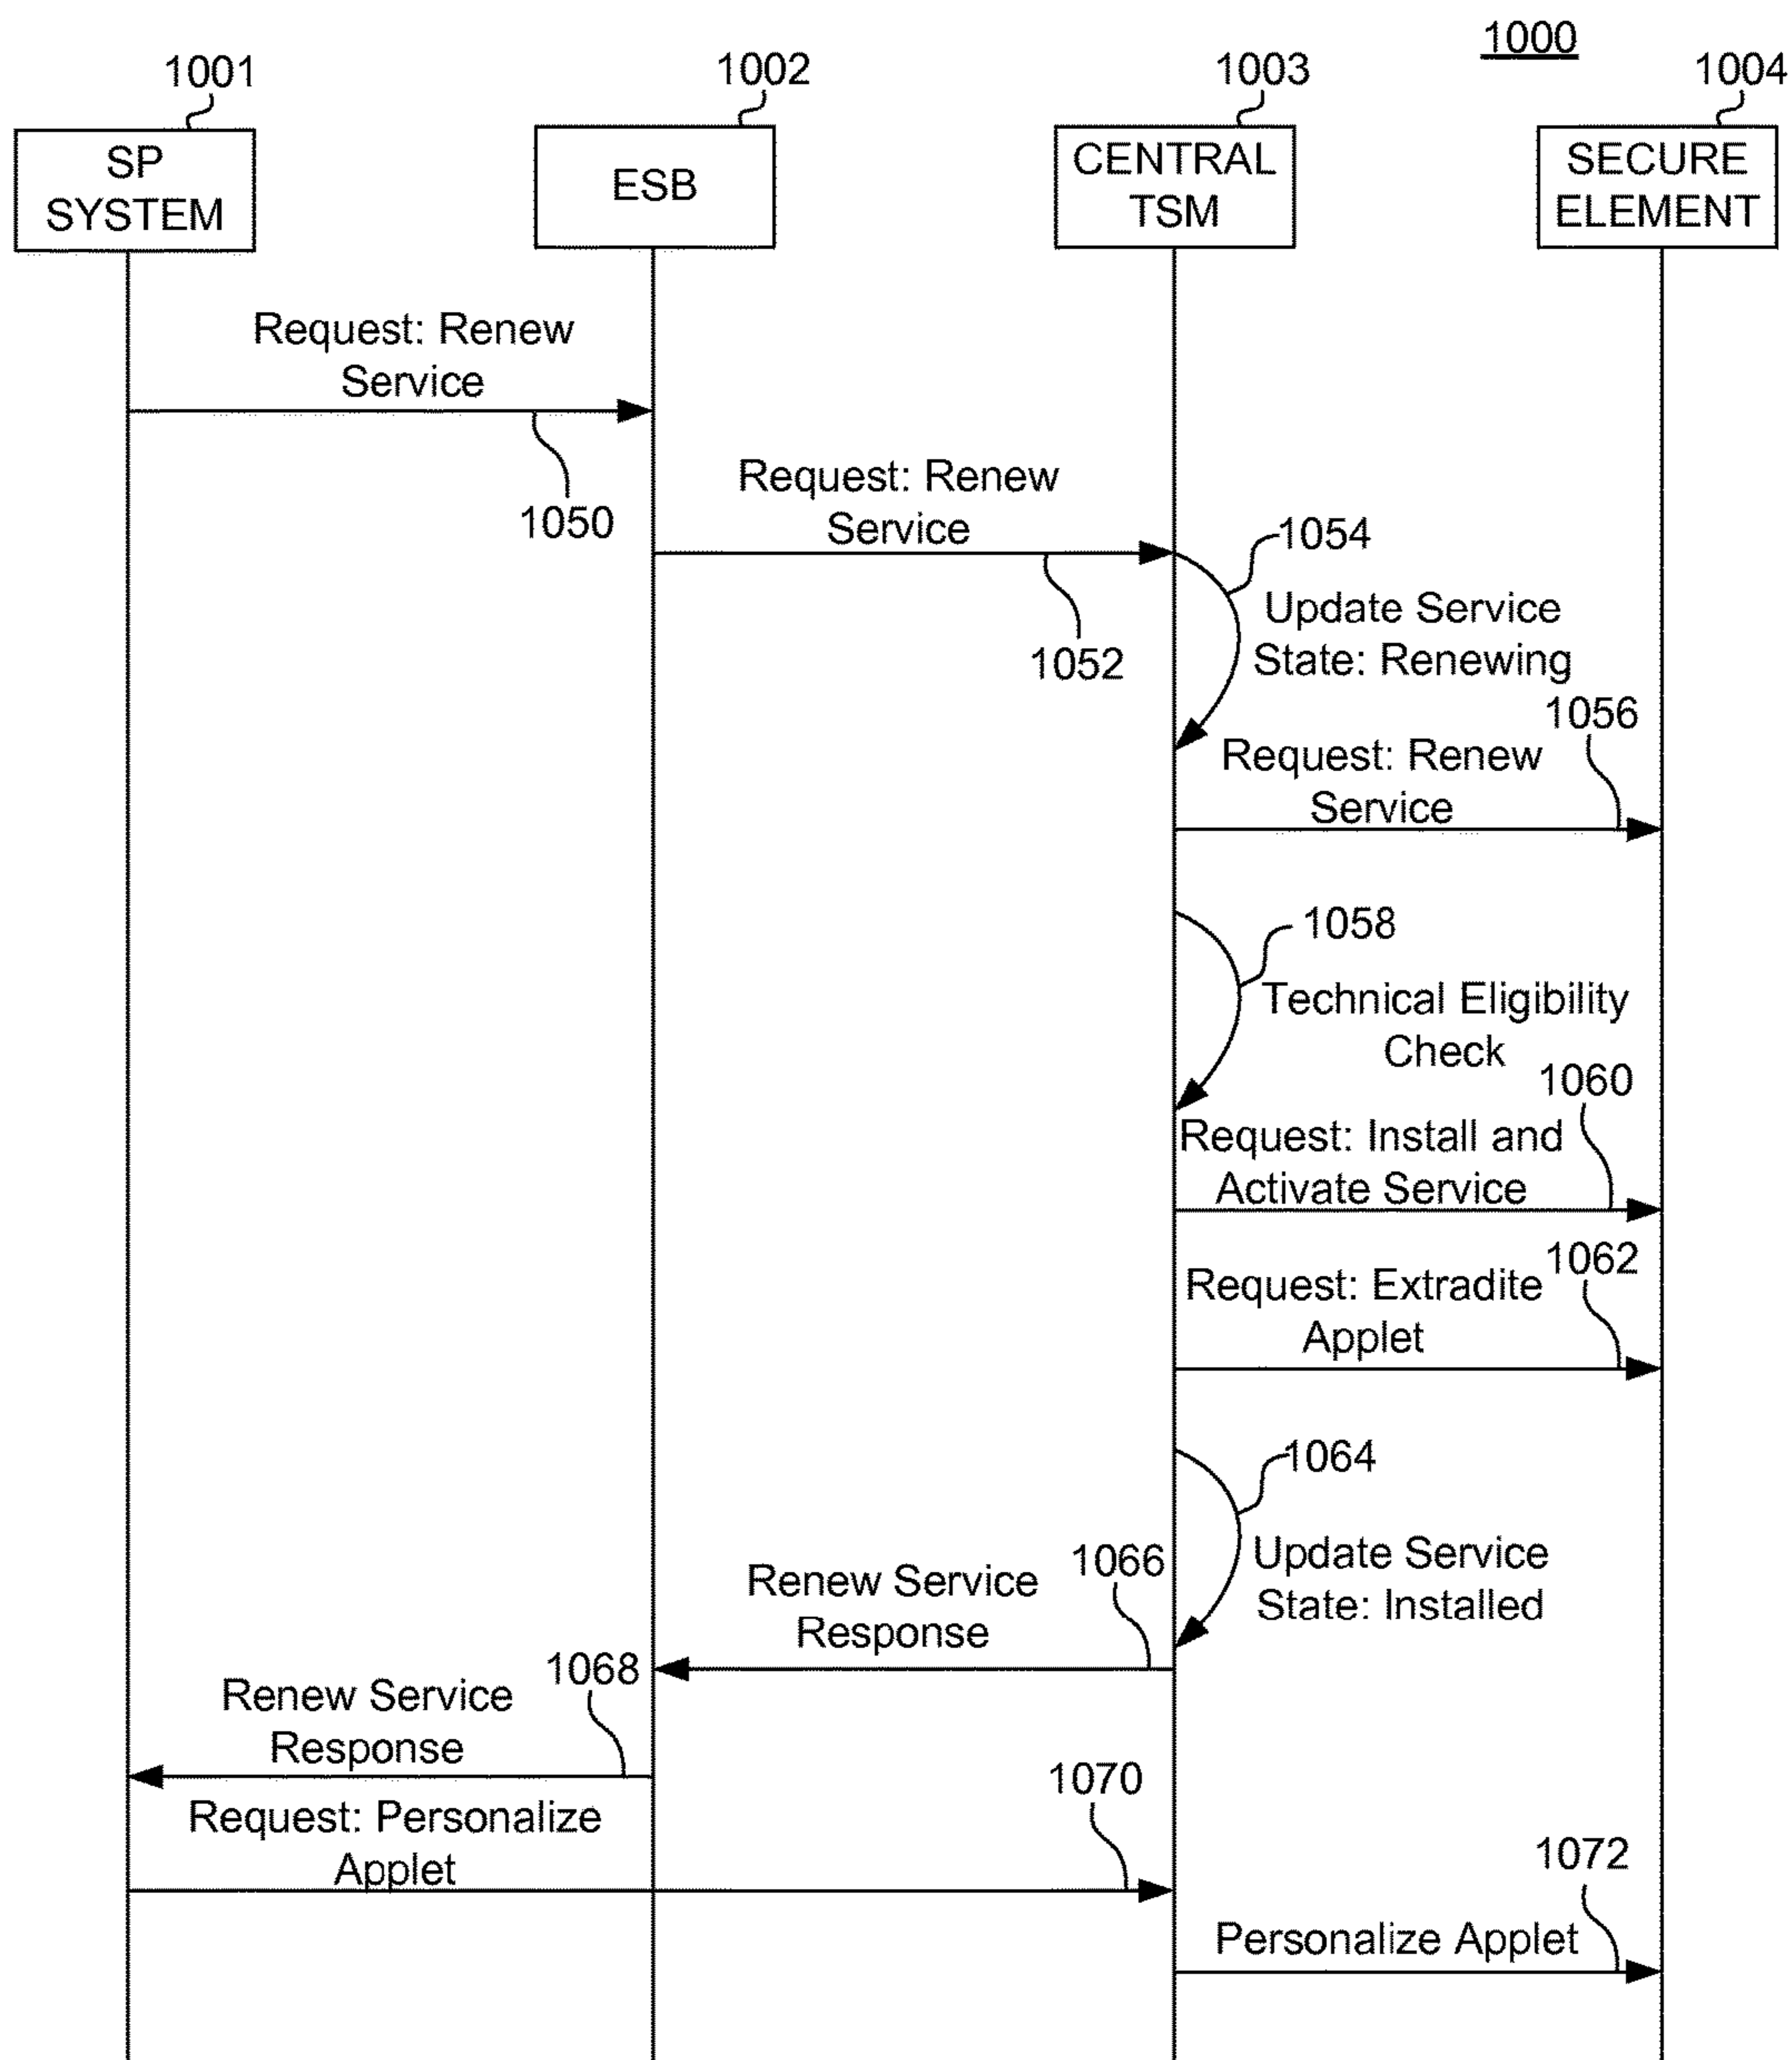 1000
1001
1002
1003
1004
SP
SYSTEM
ESB
CENTRAL
TSM
SECURE
ELEMENT
Request: Renew
Service
1050
Request: Renew
Service
1052
1054
Update Service
State: Renewing
1056
Request: Renew
Service
1058
Technical Eligibility
Check
1060
Request: Install and
Activate Service
1062
Request: Extradite
Applet
1064
Update Service
State: Installed
1066
Renew Service
Response
1068
Renew Service
Response
1070
Request: Personalize
Applet
1072
Personalize Applet